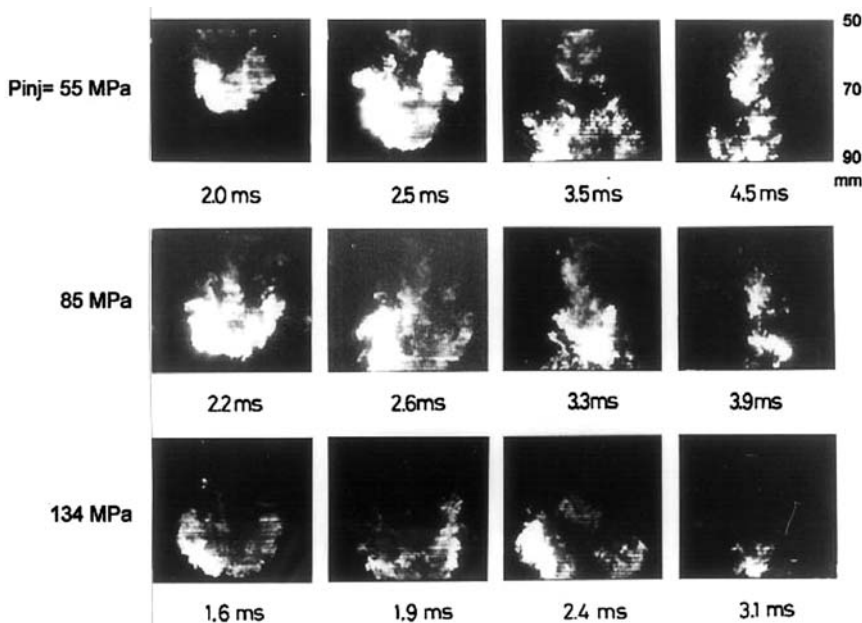 50
Pinj= 55 MPa
70
90
mm
2.0 ms 2.5 ms 3.5 ms 4.5 ms
85 MPa
2.2 ms 2.6 ms 3.3 ms 3.9 ms
134 MPa
1.6 ms 1.9 ms 2.4 ms 3.1 ms